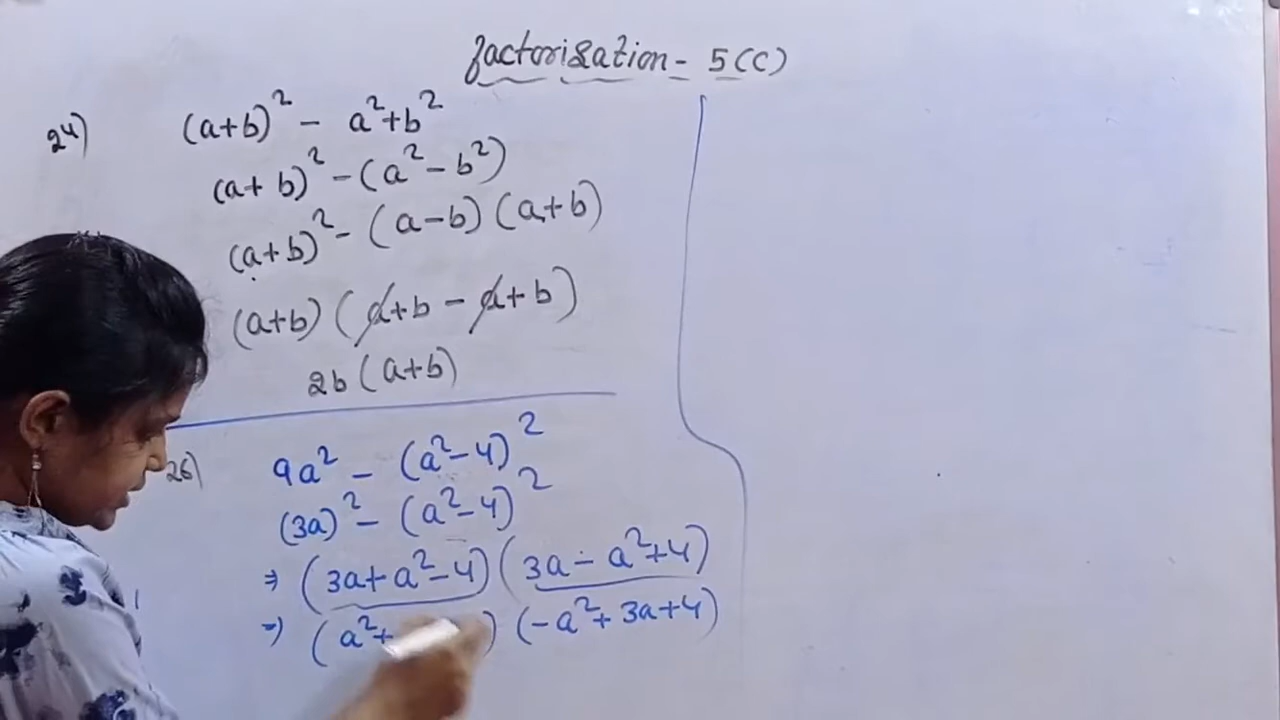 factorisation - 5(C)
24) (a+b)² - a²+b²
(a+b)² - (a² - b²)
(a+b)² - (a-b) (a+b)
(a+b) (a+b - a+b)
2b (a+b)
26) 9a² - (a²-4)²
(3a)² - (a²-4)²
⇒ (3a+a²-4) (3a - a²+4)
⇒ (a²+ ) (-a²+3a+4)